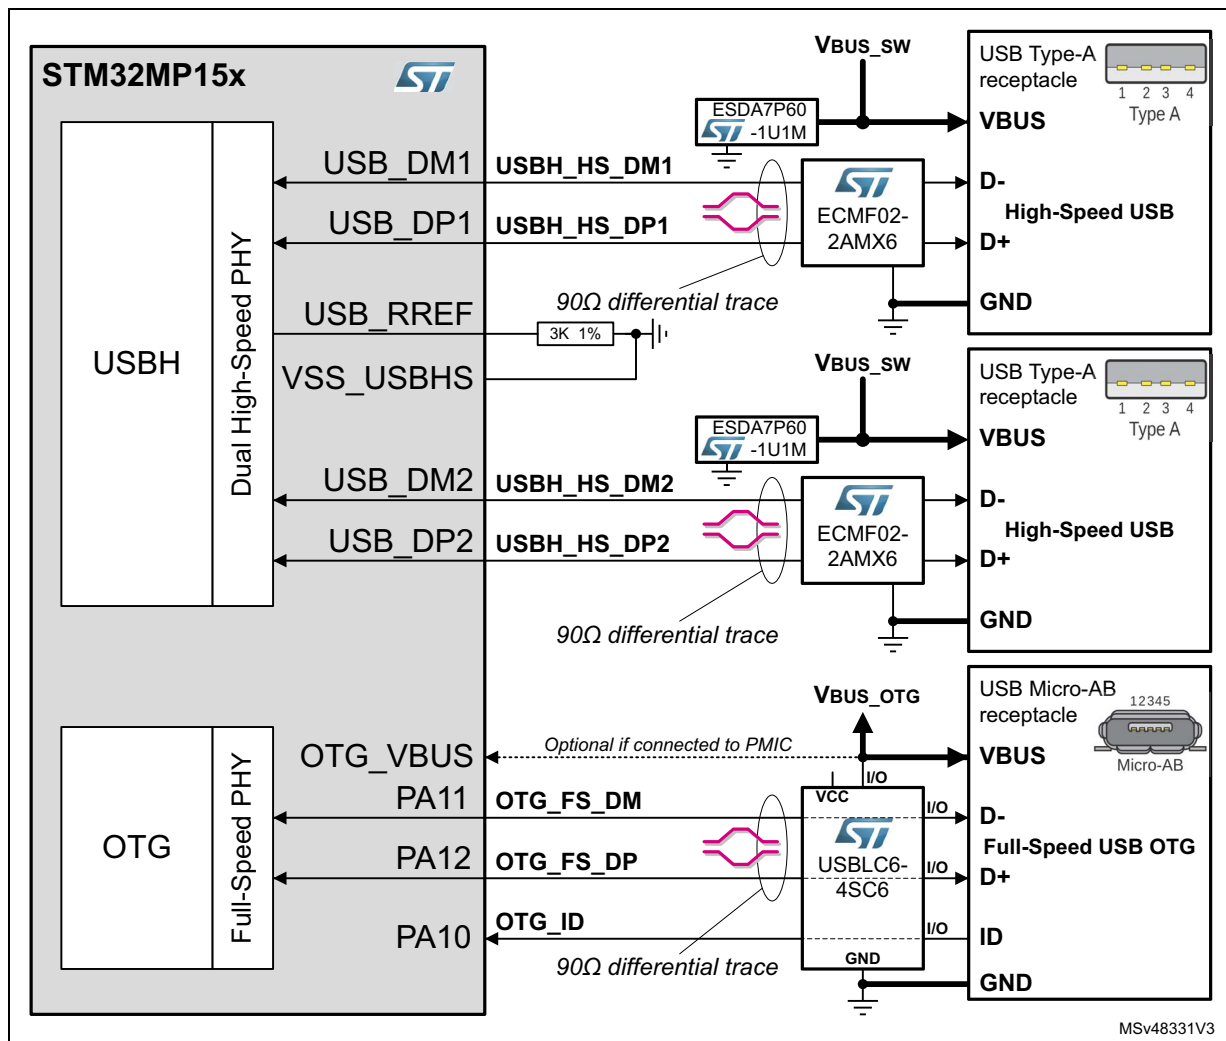 STM32MP15x
USBH
Dual High-Speed PHY
USB_DM1
USB_DP1
USB_RREF
VSS_USBHS
USB_DM2
USB_DP2
USBH_HS_DM1
USBH_HS_DP1
90Ω differential trace
3K 1%
VBUS_SW
ESDA7P60
-1U1M
ECMF02-
2AMX6
USB Type-A
receptacle
1 2 3 4
Type A
VBUS
D-
High-Speed USB
D+
GND
USBH_HS_DM2
USBH_HS_DP2
90Ω differential trace
VBUS_SW
ESDA7P60
-1U1M
ECMF02-
2AMX6
USB Type-A
receptacle
1 2 3 4
Type A
VBUS
D-
High-Speed USB
D+
GND
OTG
Full-Speed PHY
OTG_VBUS
PA11
PA12
PA10
Optional if connected to PMIC
OTG_FS_DM
OTG_FS_DP
OTG_ID
90Ω differential trace
VBUS_OTG
I/O
VCC
USBLC6-
4SC6
GND
I/O
I/O
I/O
USB Micro-AB
receptacle
12345
Micro-AB
VBUS
D-
Full-Speed USB OTG
D+
ID
GND
MSv48331V3